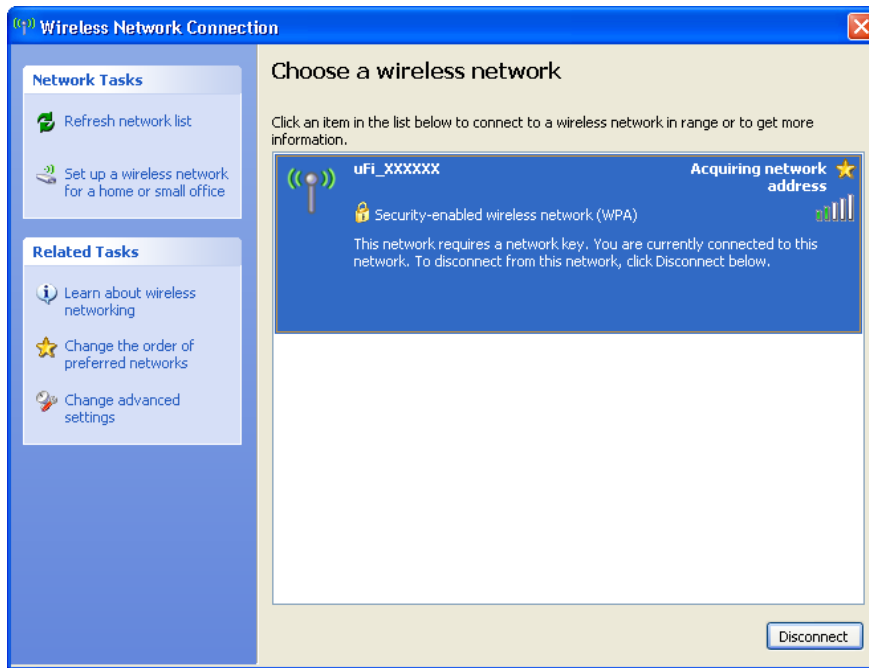 Wireless Network Connection
Network Tasks
Refresh network list
Set up a wireless network
for a home or small office
Related Tasks
Learn about wireless
networking
Change the order of
preferred networks
Change advanced
settings
Choose a wireless network
Click an item in the list below to connect to a wireless network in range or to get more
information.
uFi_XXXXXX
Acquiring network
address
Security-enabled wireless network (WPA)
This network requires a network key. You are currently connected to this
network. To disconnect from this network, click Disconnect below.
Disconnect